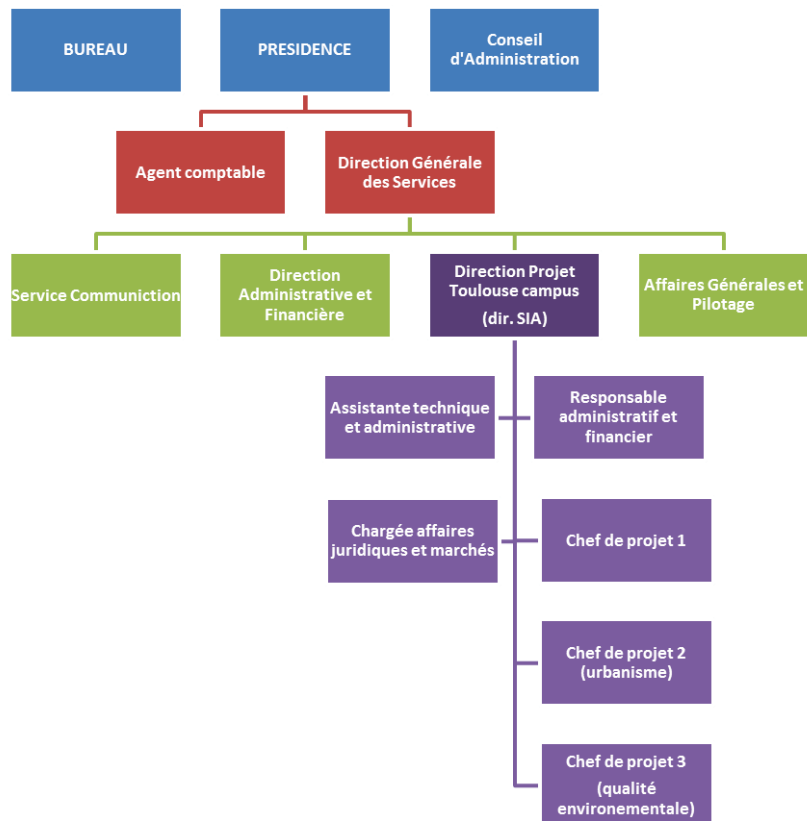 BUREAU
PRESIDENCE
Conseil
d'Administration
Agent comptable
Direction Générale
des Services
Service Communiction
Direction
Administrative et
Financière
Direction Projet
Toulouse campus
(dir. SIA)
Affaires Générales et
Pilotage
Assistante technique
et administrative
Responsable
administratif et
financier
Chargée affaires
juridiques et marchés
Chef de projet 1
Chef de projet 2
(urbanisme)
Chef de projet 3
(qualité
environementale)